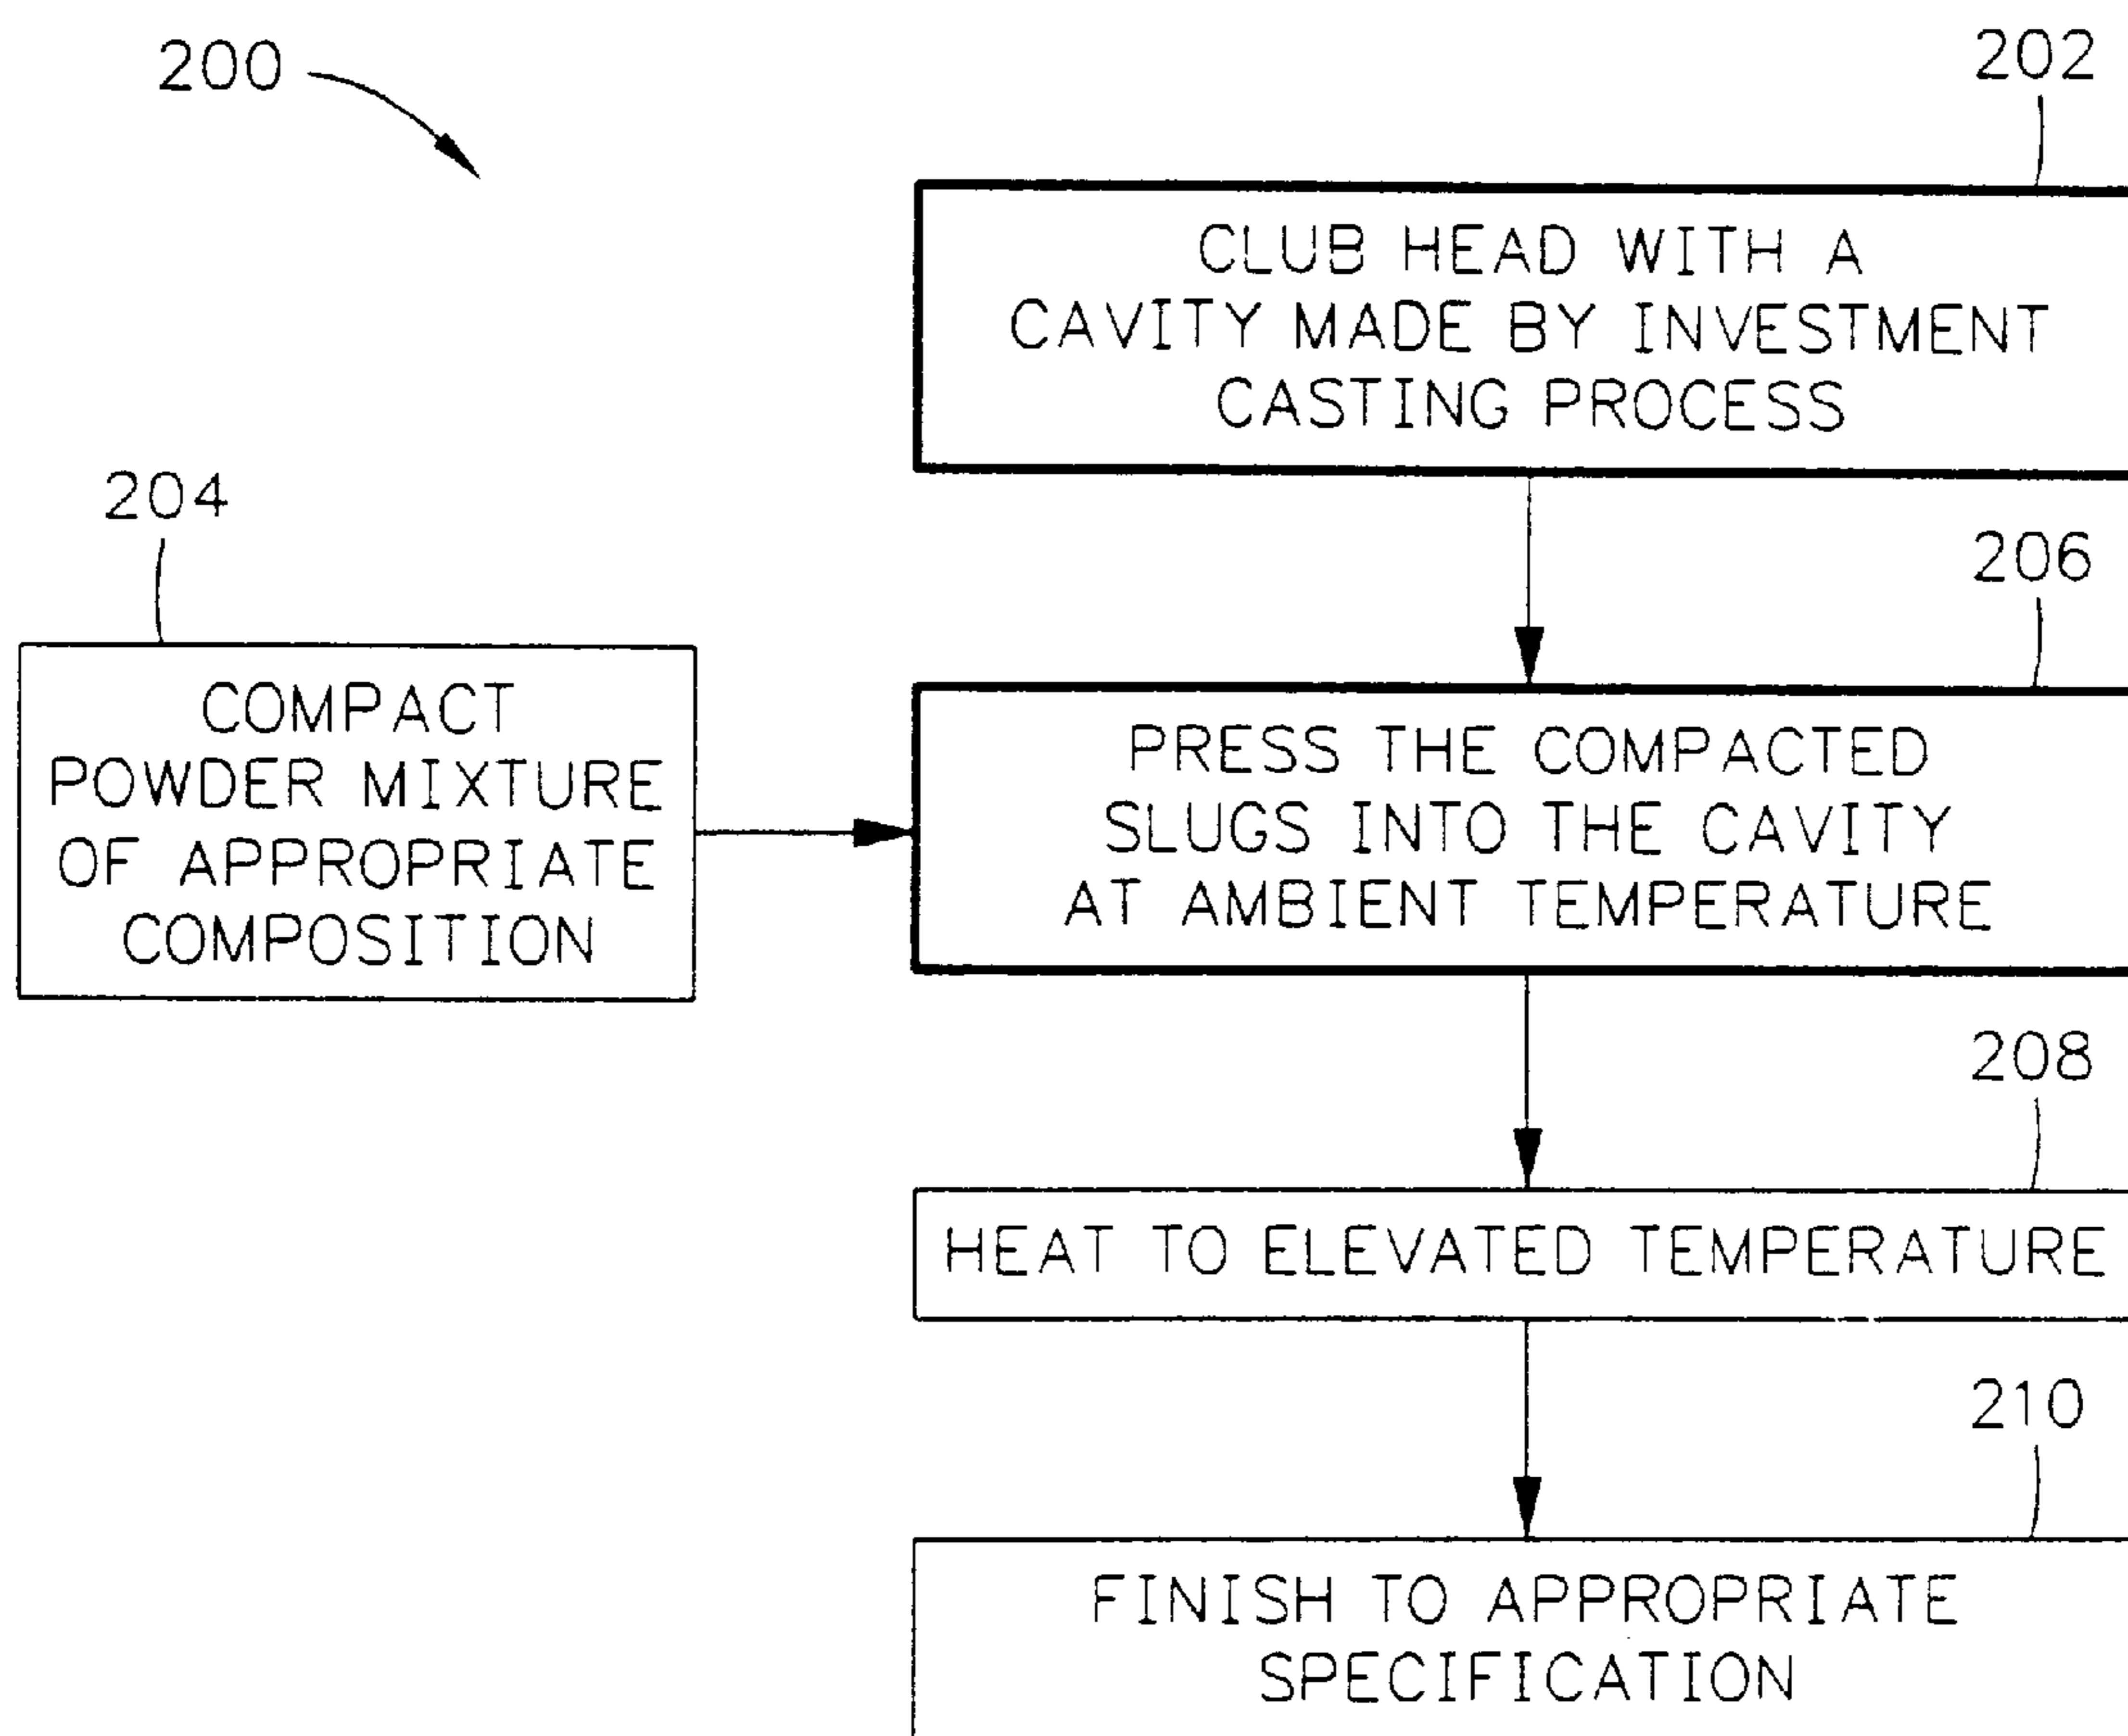 200
202
CLUB HEAD WITH A
CAVITY MADE BY INVESTMENT
CASTING PROCESS
204
COMPACT
POWDER MIXTURE
OF APPROPRIATE
COMPOSITION
206
PRESS THE COMPACTED
SLUGS INTO THE CAVITY
AT AMBIENT TEMPERATURE
208
HEAT TO ELEVATED TEMPERATURE
210
FINISH TO APPROPRIATE
SPECIFICATION